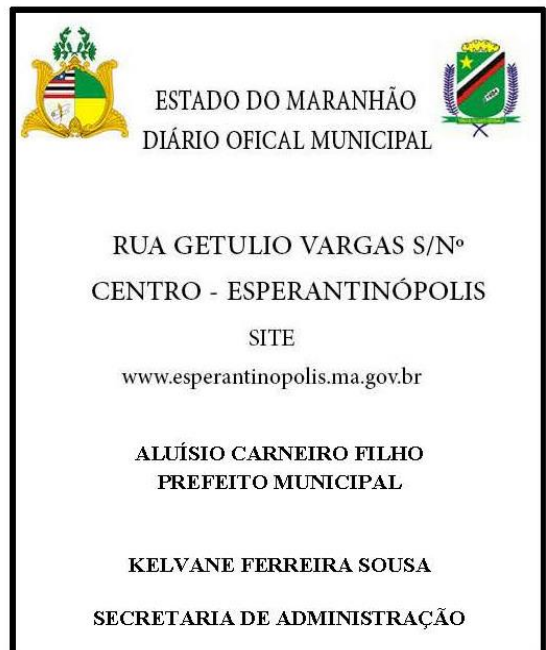 ESTADO DO MARANHÃO
DIÁRIO OFICAL MUNICIPAL
RUA GETULIO VARGAS S/Nº
CENTRO - ESPERANTINÓPOLIS
SITE
www.esperantinopolis.ma.gov.br
ALUÍSIO CARNEIRO FILHO
PREFEITO MUNICIPAL
KELVANE FERREIRA SOUSA
SECRETARIA DE ADMINISTRAÇÃO